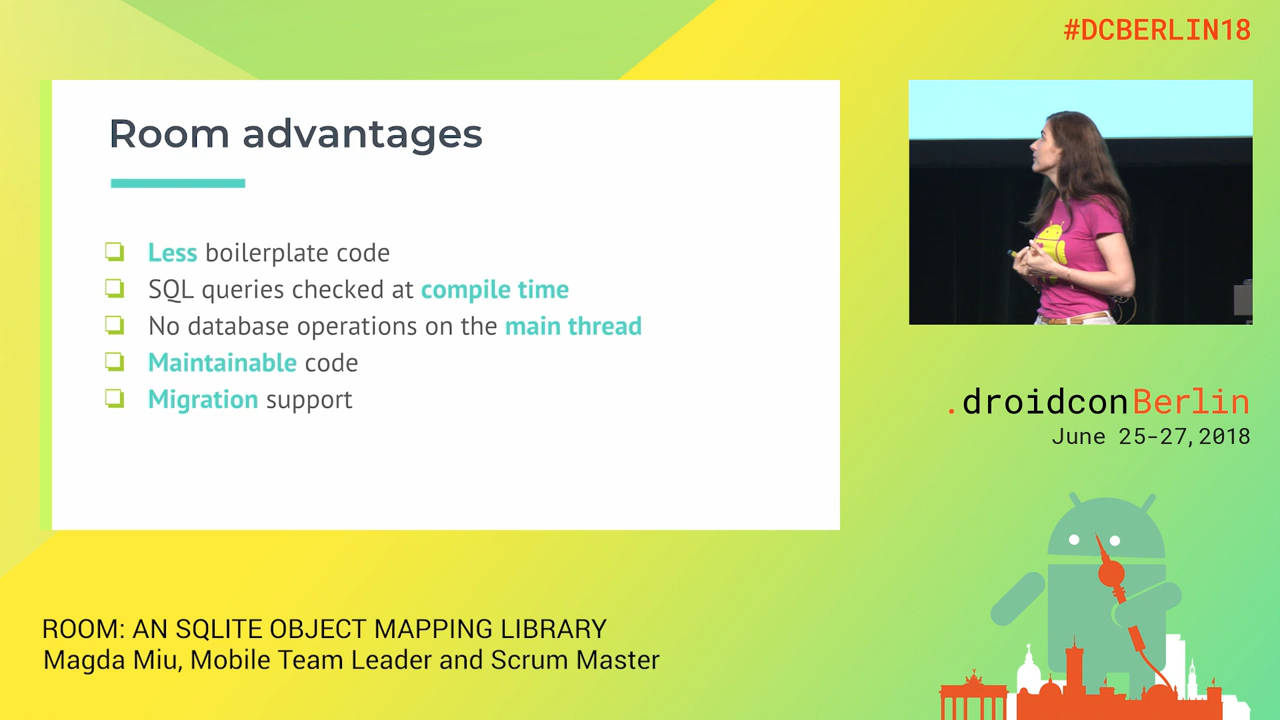 #DCBERLIN18
Room advantages
Less boilerplate code
SQL queries checked at compile time
No database operations on the main thread
Maintainable code
Migration support
.droidconBerlin
June 25-27, 2018
ROOM: AN SQLITE OBJECT MAPPING LIBRARY
Magda Miu, Mobile Team Leader and Scrum Master